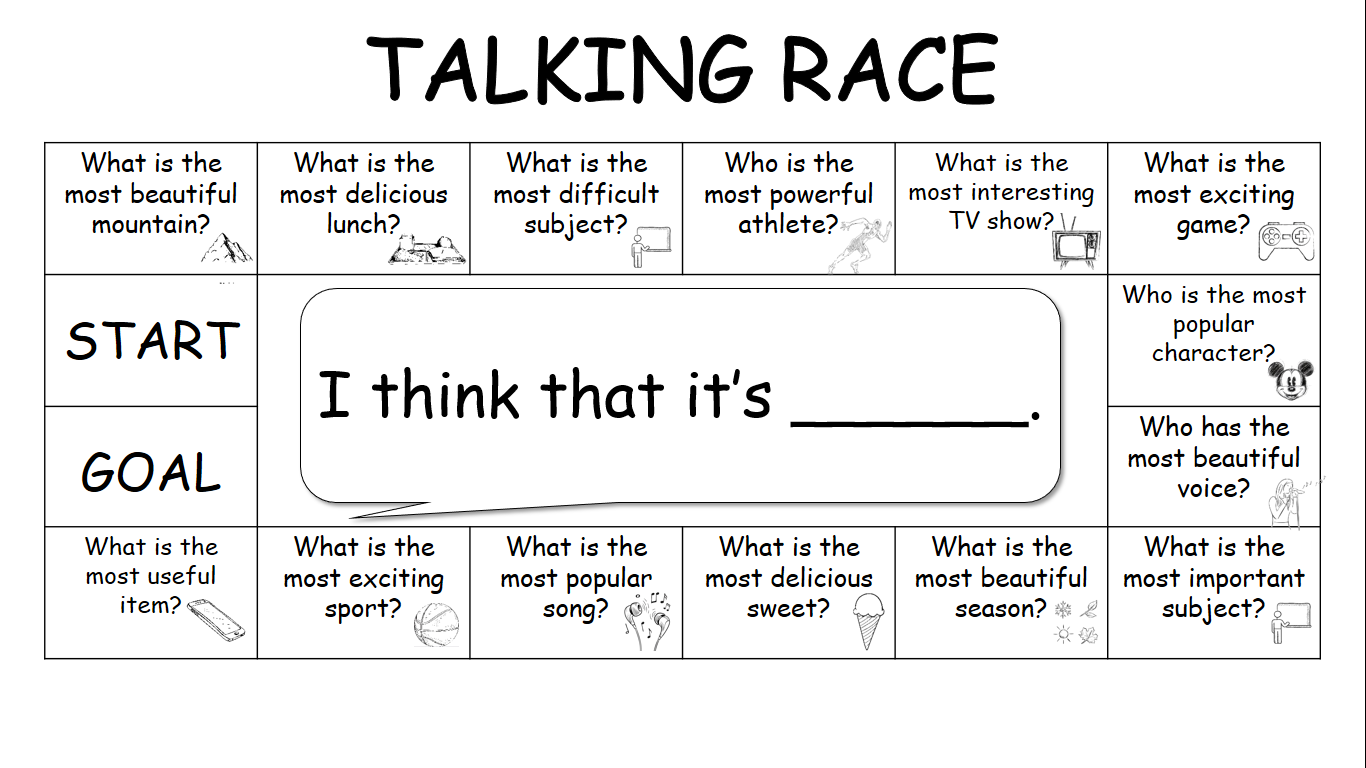 TALKING RACE
What is the
most beautiful
mountain?
What is the
most delicious
lunch?
What is the
most difficult
subject?
Who is the
most powerful
athlete?
What is the
most interesting
TV show?
What is the
most exciting
game?
START
I think that it's ________.
Who is the most
popular
character?
GOAL
Who has the
most beautiful
voice?
What is the
most useful
item?
What is the
most exciting
sport?
What is the
most popular
song?
What is the
most delicious
sweet?
What is the
most beautiful
season?
What is the
most important
subject?